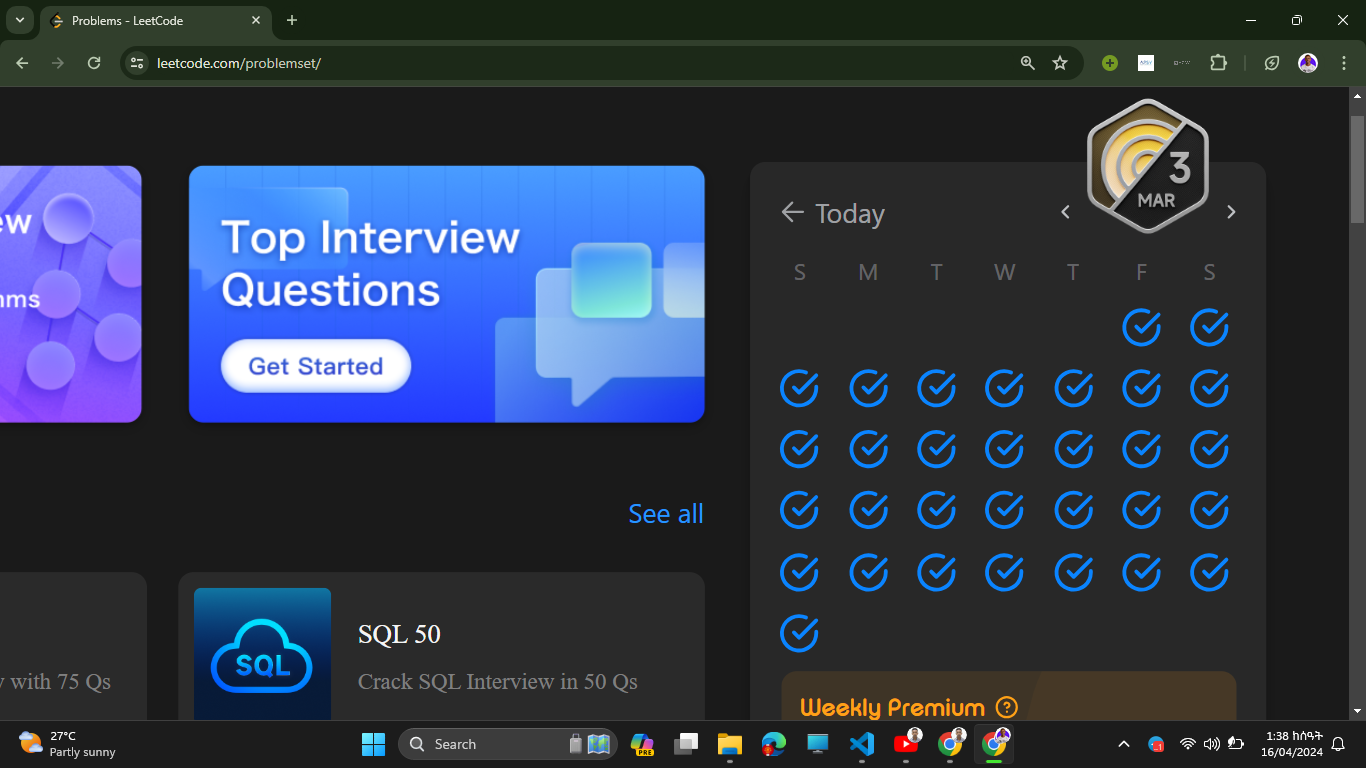 Problems - LeetCode
leetcode.com/problemset/
ew
Top Interview
Questions
Get Started
nms
3
MAR
Today
S M T W T F S
See all
SQL
SQL 50
y with 75 Qs
Crack SQL Interview in 50 Qs
Weekly Premium
27°C
Partly sunny
Search
PRE
1:38 ከሰዓት
16/04/2024